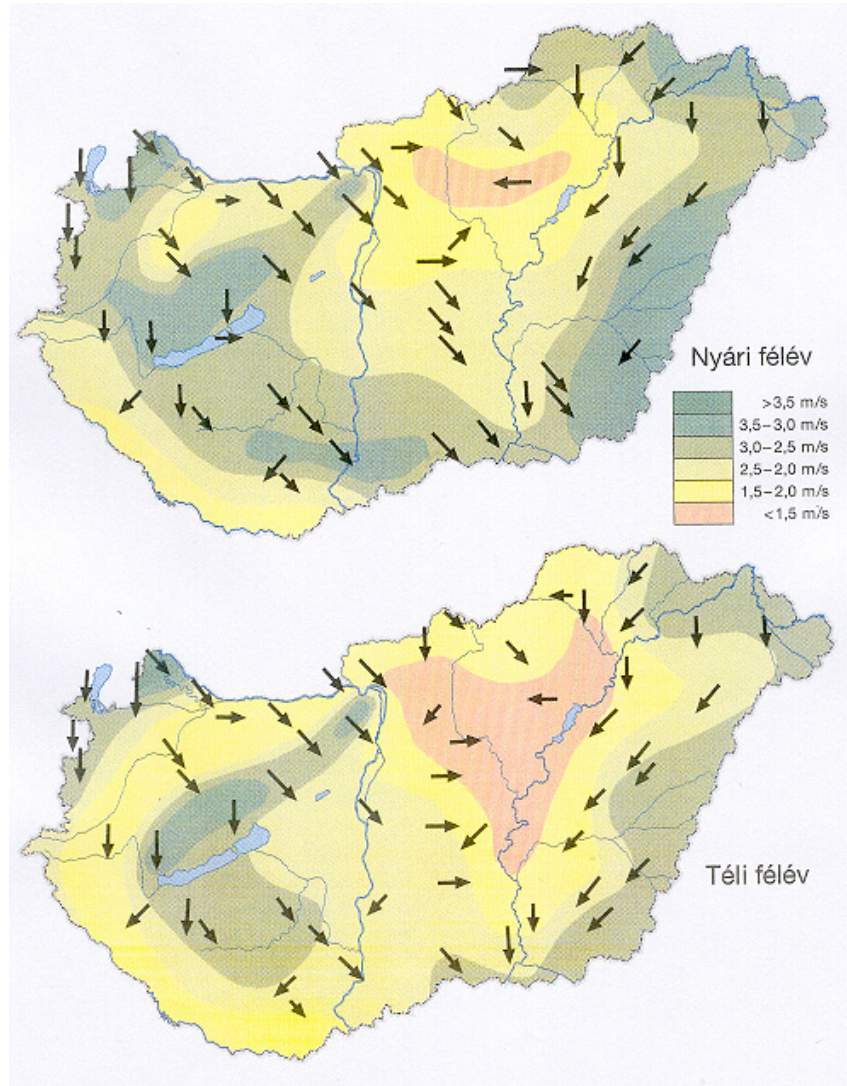 Nyári félév
>3,5 m/s
3,5–3,0 m/s
3,0–2,5 m/s
2,5–2,0 m/s
1,5–2,0 m/s
<1,5 m/s
Téli félév